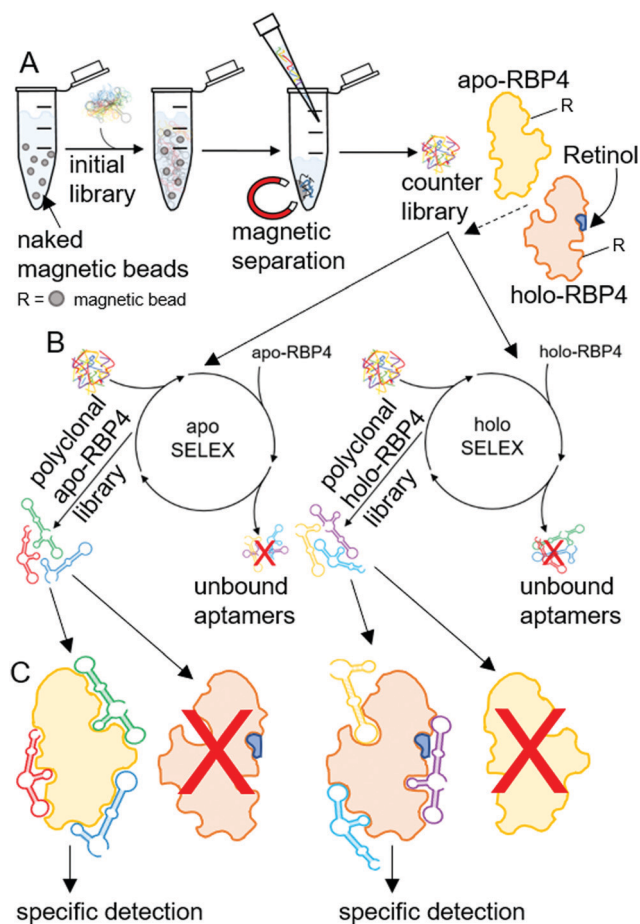 A
initial
library
naked
magnetic beads
R = magnetic bead
magnetic
separation
counter
library
apo-RBP4
R
Retinol
R
holo-RBP4
B
apo-RBP4
apo
SELEX
polyclonal
apo-RBP4
library
unbound
aptamers
holo-RBP4
holo
SELEX
polyclonal
holo-RBP4
library
unbound
aptamers
C
specific detection
specific detection